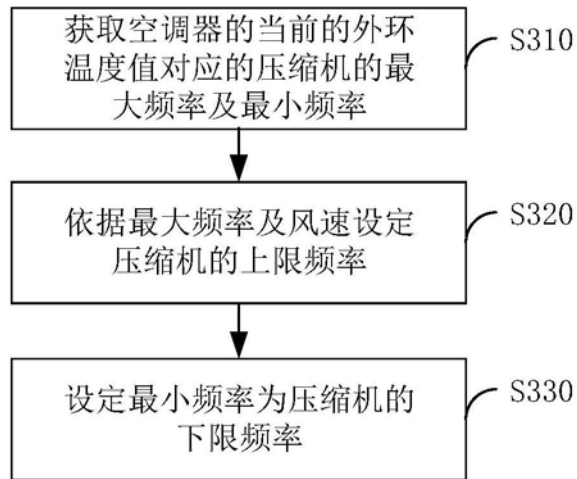 获取空调器的当前的外环
温度值对应的压缩机的最
大频率及最小频率
S310
依据最大频率及风速设定
压缩机的上限频率
S320
设定最小频率为压缩机的
下限频率
S330